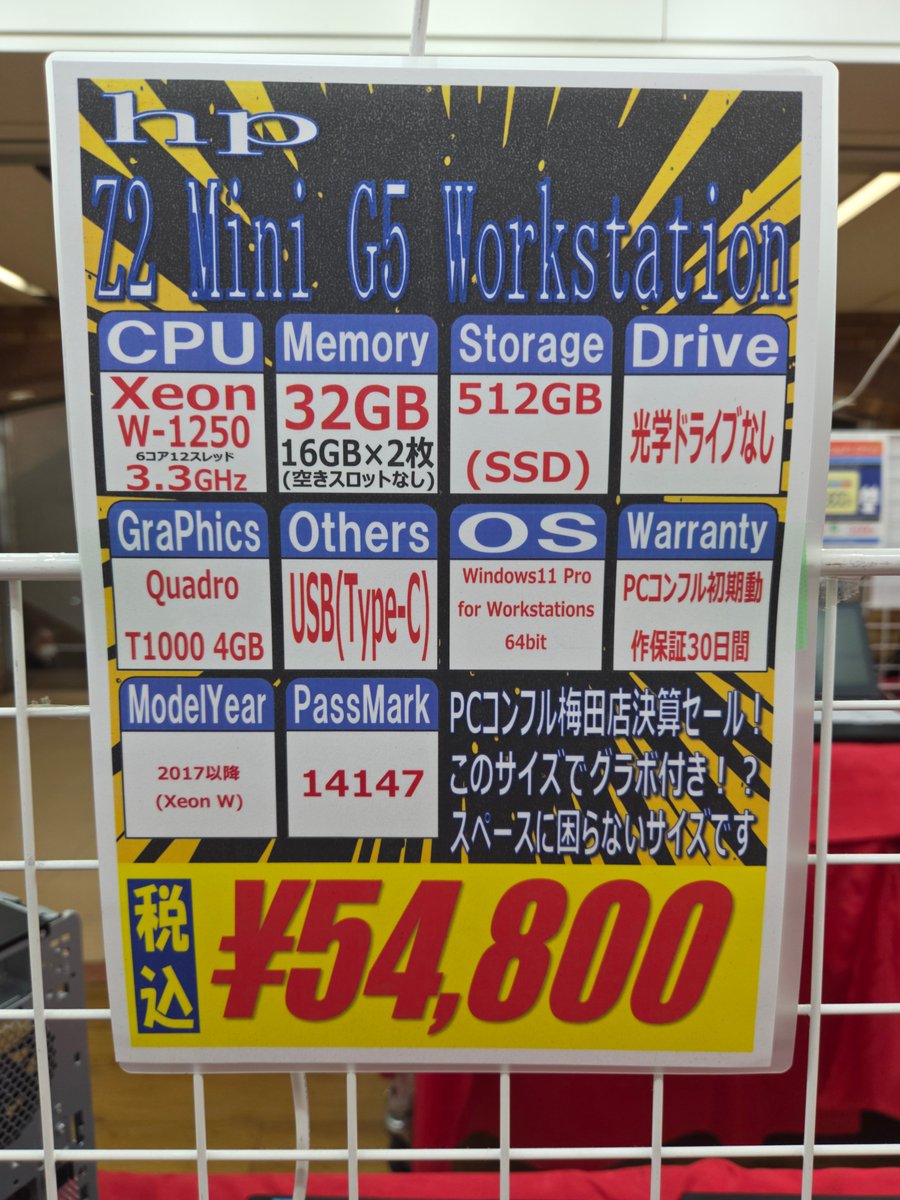 hp
Z2 Mini G5 Workstation
CPU
Xeon
W-1250
6コア12スレッド
3.3GHz
Memory
32GB
16GB×2枚
(空きスロットなし)
Storage
512GB
(SSD)
Drive
光学ドライブなし
GraPhics
Quadro
T1000 4GB
Others
USB(Type-C)
OS
Windows11 Pro
for Workstations
64bit
Warranty
PCコンフル初期動
作保証30日間
ModelYear
2017以降
(Xeon W)
PassMark
14147
PCコンフル梅田店決算セール！
このサイズでグラボ付き！？
スペースに困らないサイズです
税込
¥54,800